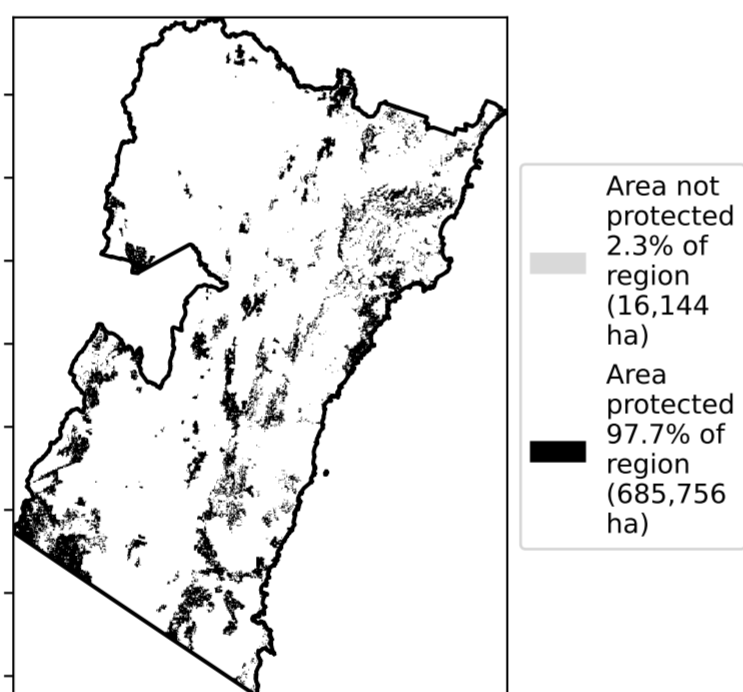 Area not
protected
2.3% of
region
(16,144
ha)
Area
protected
97.7% of
region
(685,756
ha)